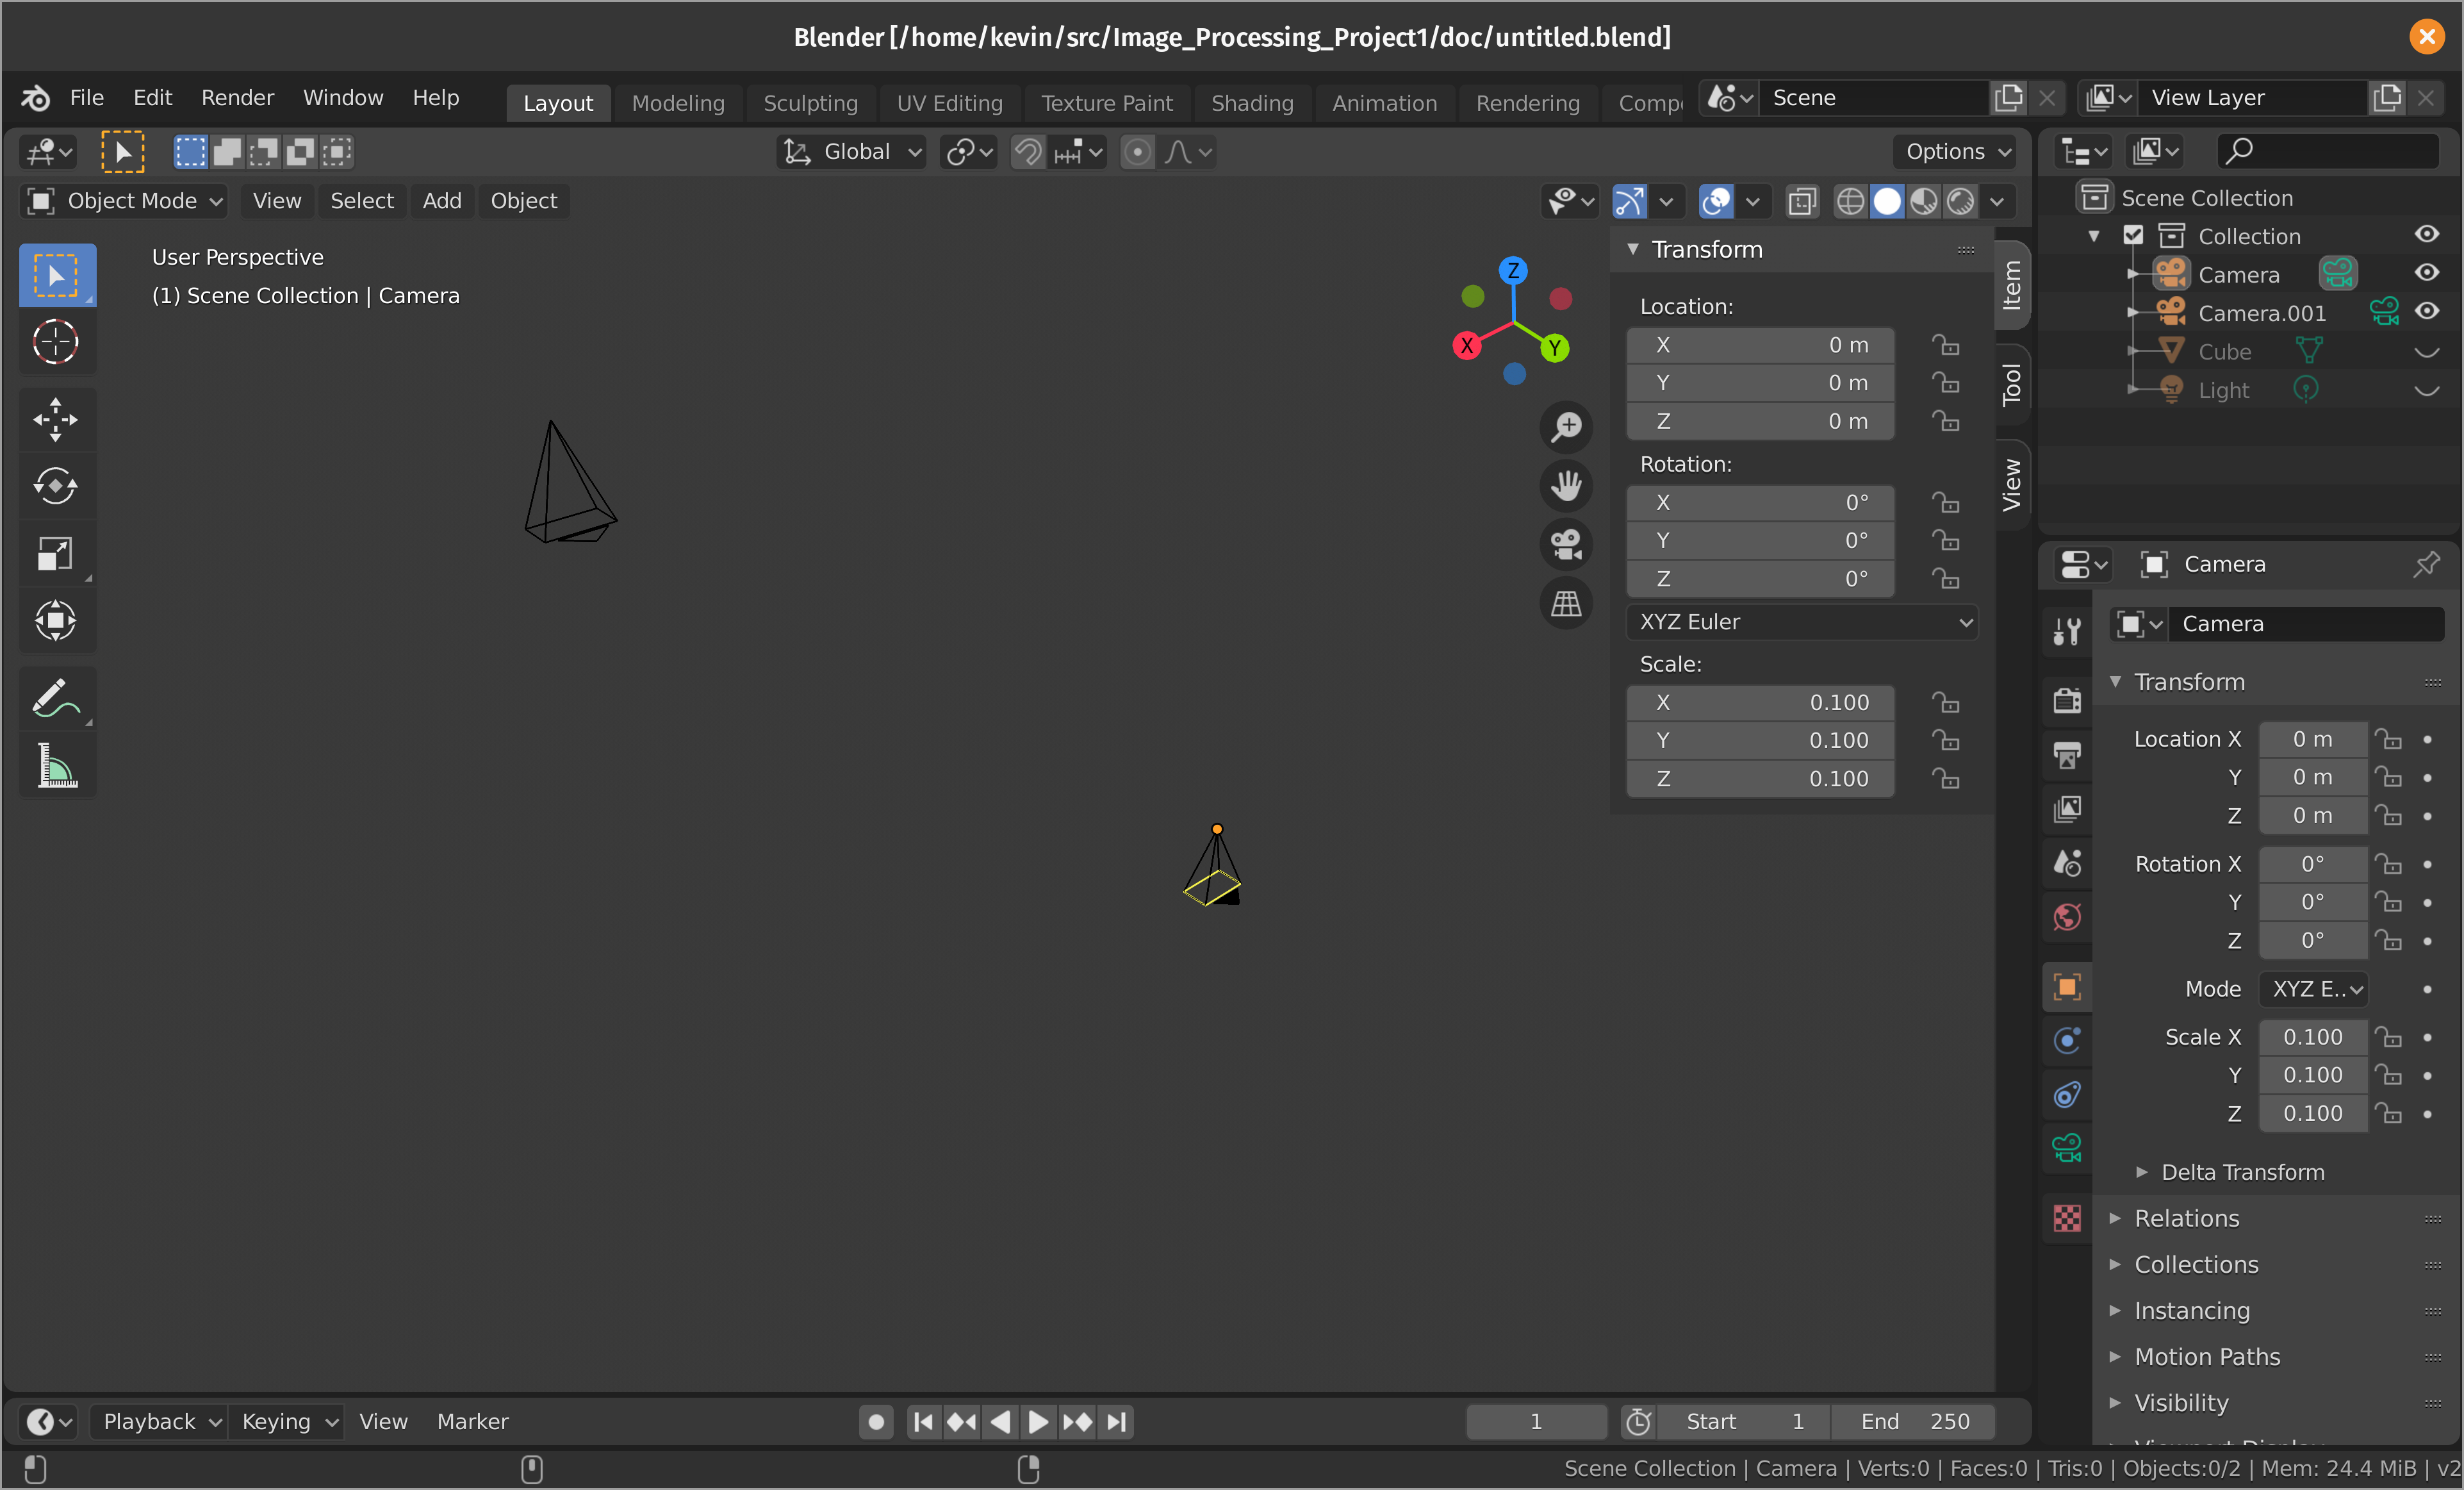 Blender [/home/kevin/src/Image_Processing_Project1/doc/untitled.blend]
File Edit Render Window Help Layout Modeling Sculpting UV Editing Texture Paint Shading Animation Rendering Scene View Layer
Global Options
Object Mode View Select Add Object
User Perspective
(1) Scene Collection | Camera
Z
X
Y
Transform
Location:
X 0 m
Y 0 m
Z 0 m
Rotation:
X 0°
Y 0°
Z 0°
XYZ Euler
Scale:
X 0.100
Y 0.100
Z 0.100
Item
Tool
View
Scene Collection
Collection
Camera
Camera.001
Cube
Light
Camera
Camera
Transform
Location X 0 m
Y 0 m
Z 0 m
Rotation X 0°
Y 0°
Z 0°
Mode XYZ E..
Scale X 0.100
Y 0.100
Z 0.100
Delta Transform
Relations
Collections
Instancing
Motion Paths
Visibility
Playback Keying View Marker 1 Start 1 End 250
Scene Collection | Camera | Verts:0 | Faces:0 | Tris:0 | Objects:0/2 | Mem: 24.4 MiB | v2